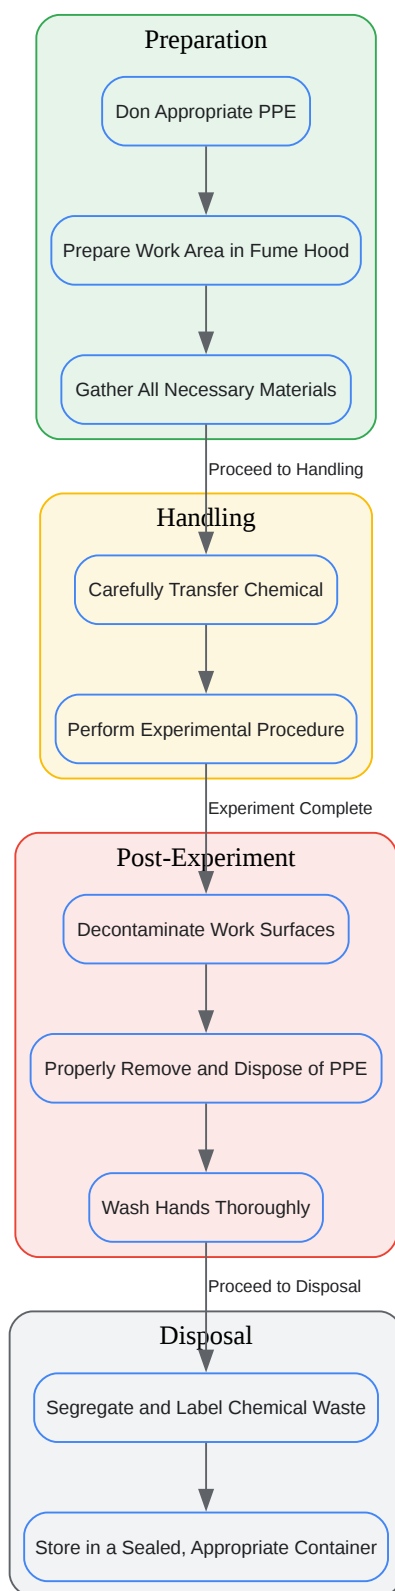 Preparation
Don Appropriate PPE
Prepare Work Area in Fume Hood
Gather All Necessary Materials
Proceed to Handling
Handling
Carefully Transfer Chemical
Perform Experimental Procedure
Experiment Complete
Post-Experiment
Decontaminate Work Surfaces
Properly Remove and Dispose of PPE
Wash Hands Thoroughly
Proceed to Disposal
Disposal
Segregate and Label Chemical Waste
Store in a Sealed, Appropriate Container